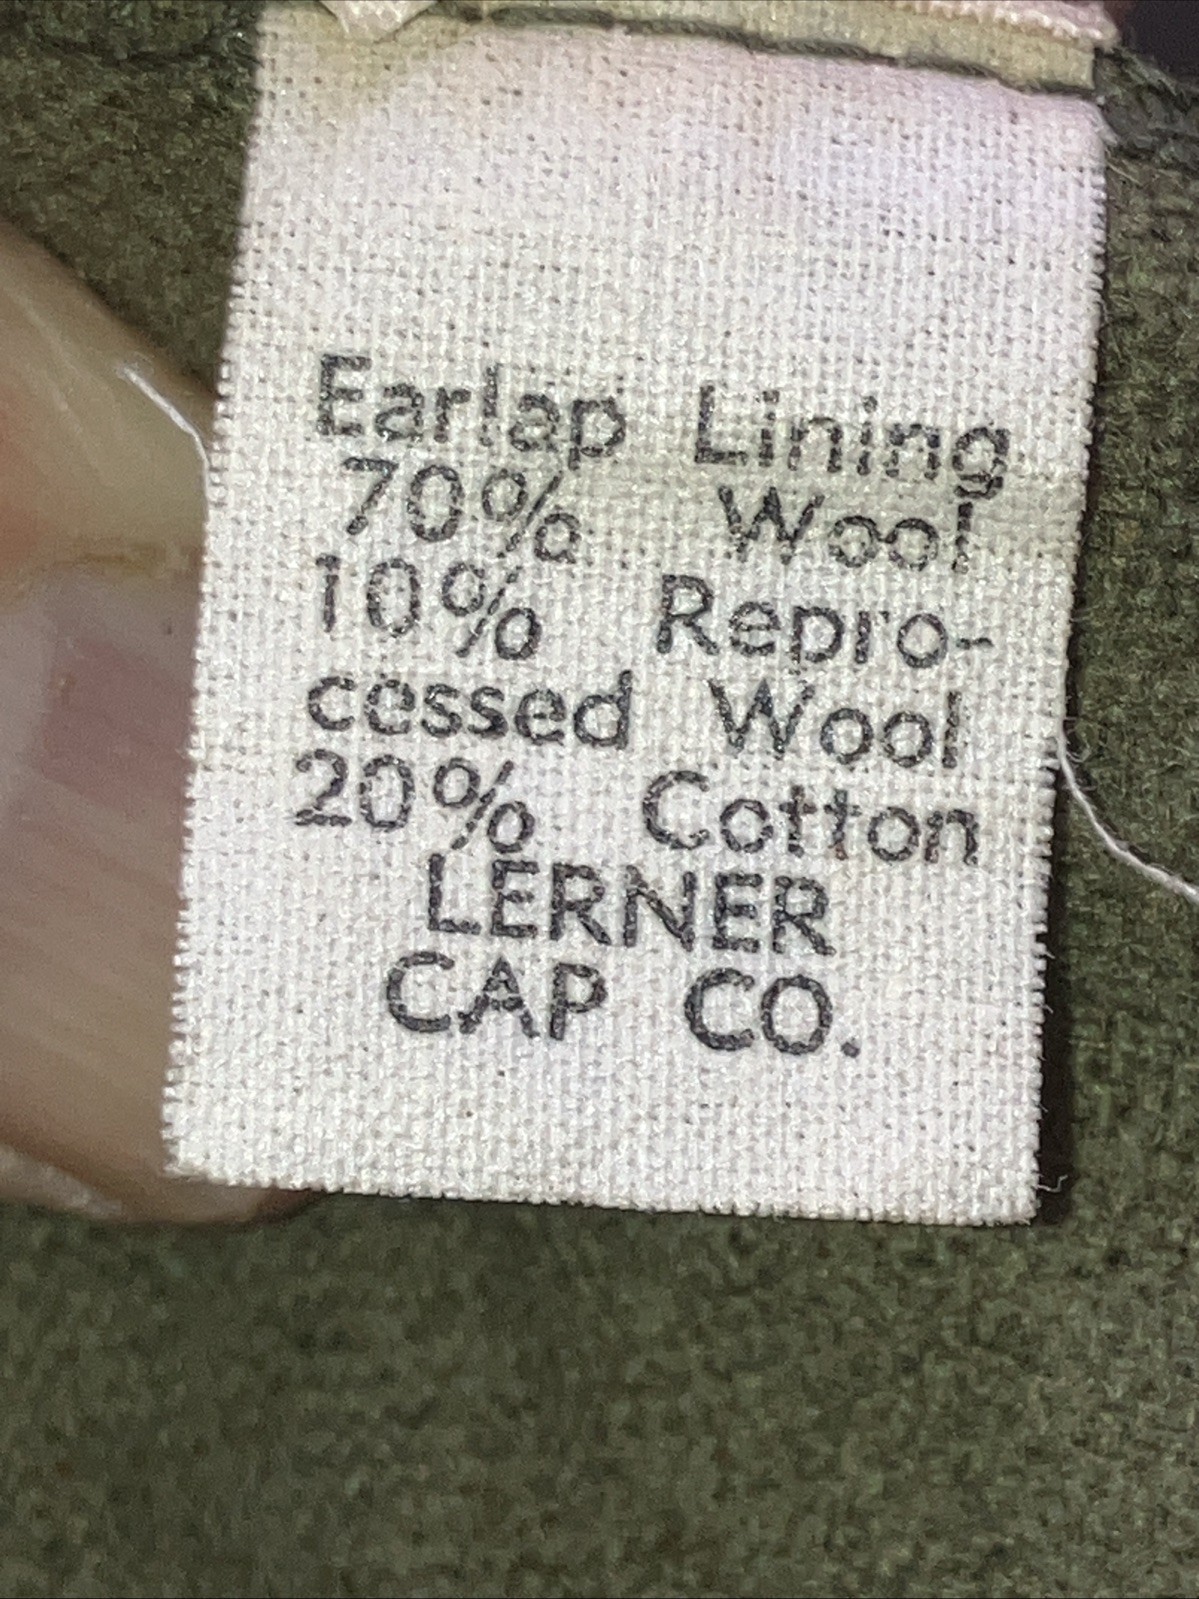 Earlap Lining
70% Wool
10% Repro-
cessed Wool
20% Cotton
LERNER
CAP CO.